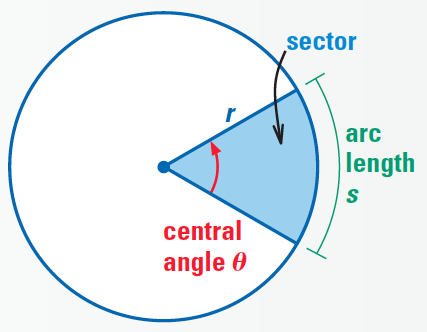 sector
r
arc
length
s
central
angle θ